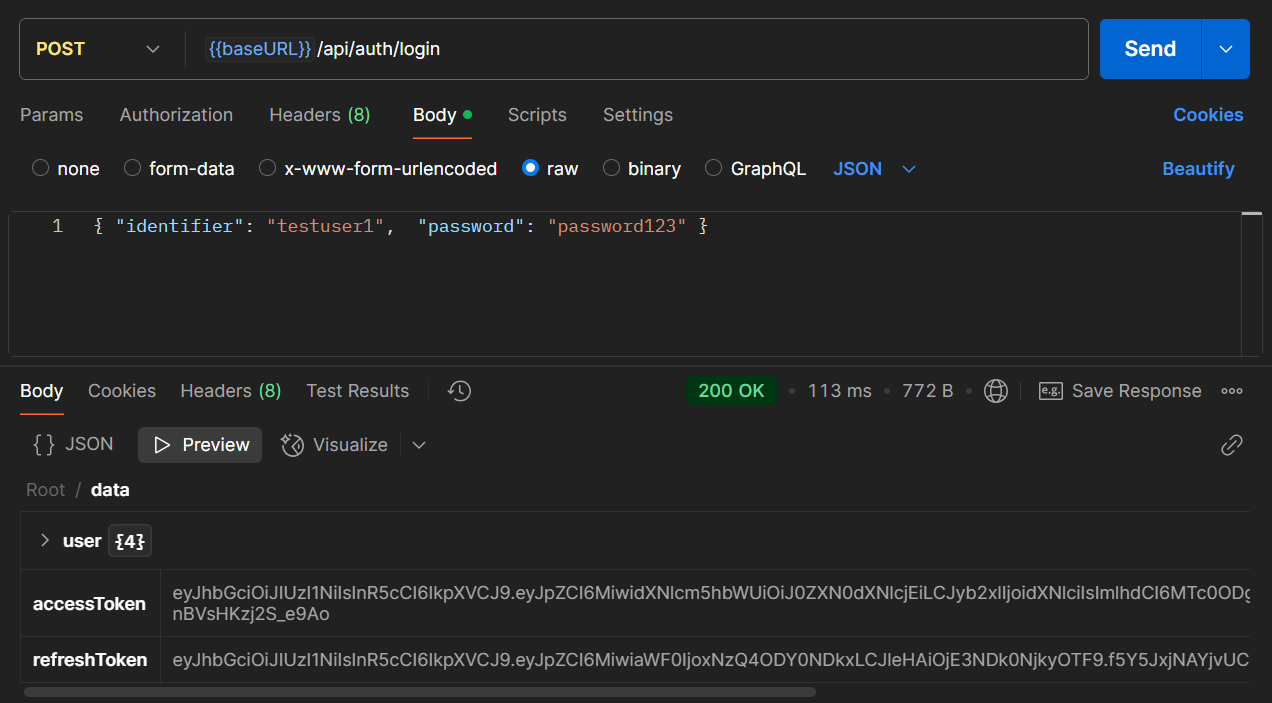 POST {{baseURL}}/api/auth/login Send
Params Authorization Headers (8) Body Scripts Settings Cookies
none form-data x-www-form-urlencoded raw binary GraphQL JSON Beautify
1 { "identifier": "testuser1", "password": "password123" }
Body Cookies Headers (8) Test Results 200 OK 113 ms 772 B e.g. Save Response
{} JSON Preview Visualize
Root / data
user {4}
accessToken eyJhbGciOiJIUzI1NiIsInR5cCI6IkpXVCJ9.eyJpZCI6MiwidXNlcm5hbWUiOiJ0ZXN0dXNlcjEiLCJyb2xlIjoidXNlciIsImlhdCI6MTc0ODg
nBVsHKzj2S_e9Ao
refreshToken eyJhbGciOiJIUzI1NiIsInR5cCI6IkpXVCJ9.eyJpZCI6MiwiaWF0IjoxNzQ4ODY0NDkxLCJleHAiOjE3NDk0NjkyOTF9.f5Y5JxjNAYjvUC